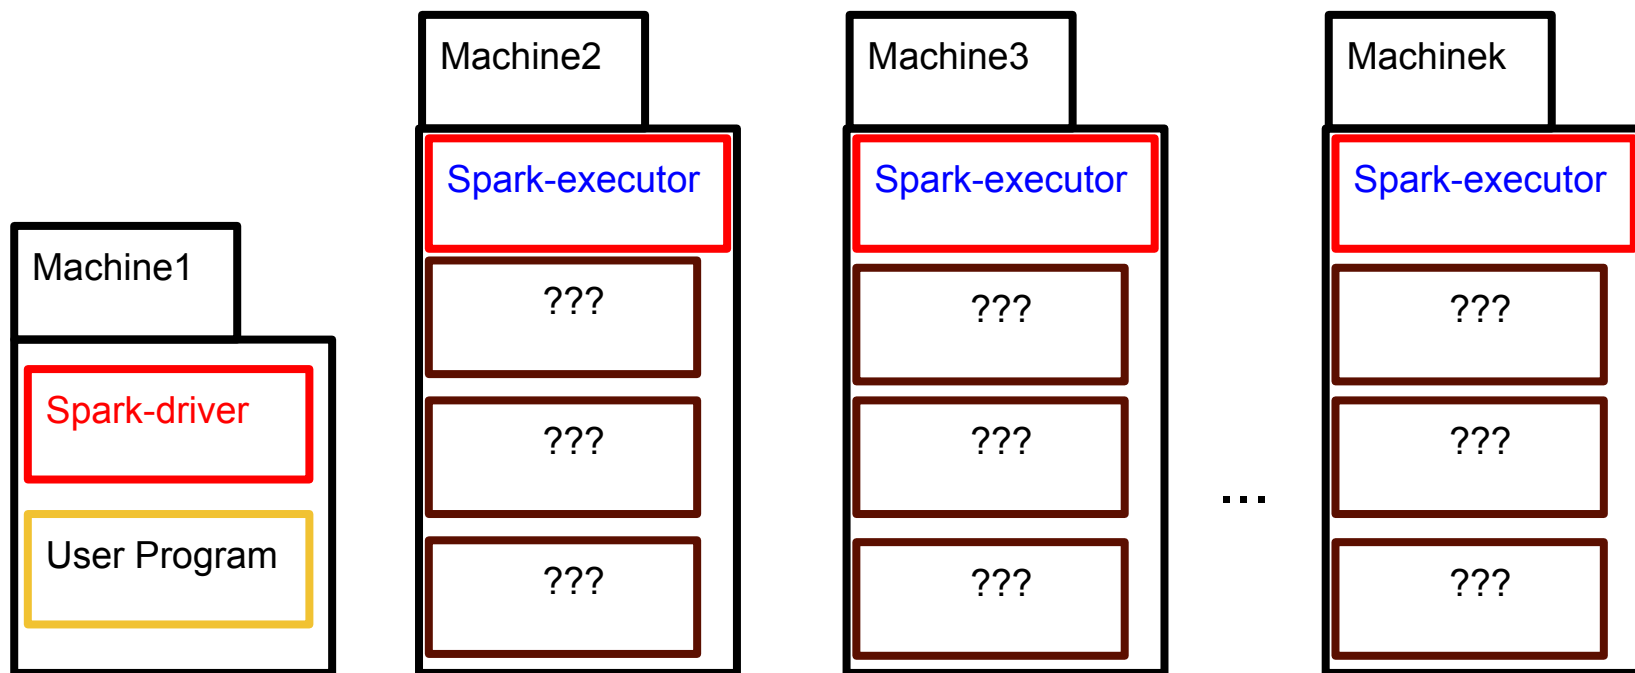 Machine1
Spark-driver
User Program
Machine2
Spark-executor
???
???
???
Machine3
Spark-executor
???
???
???
...
Machinek
Spark-executor
???
???
???